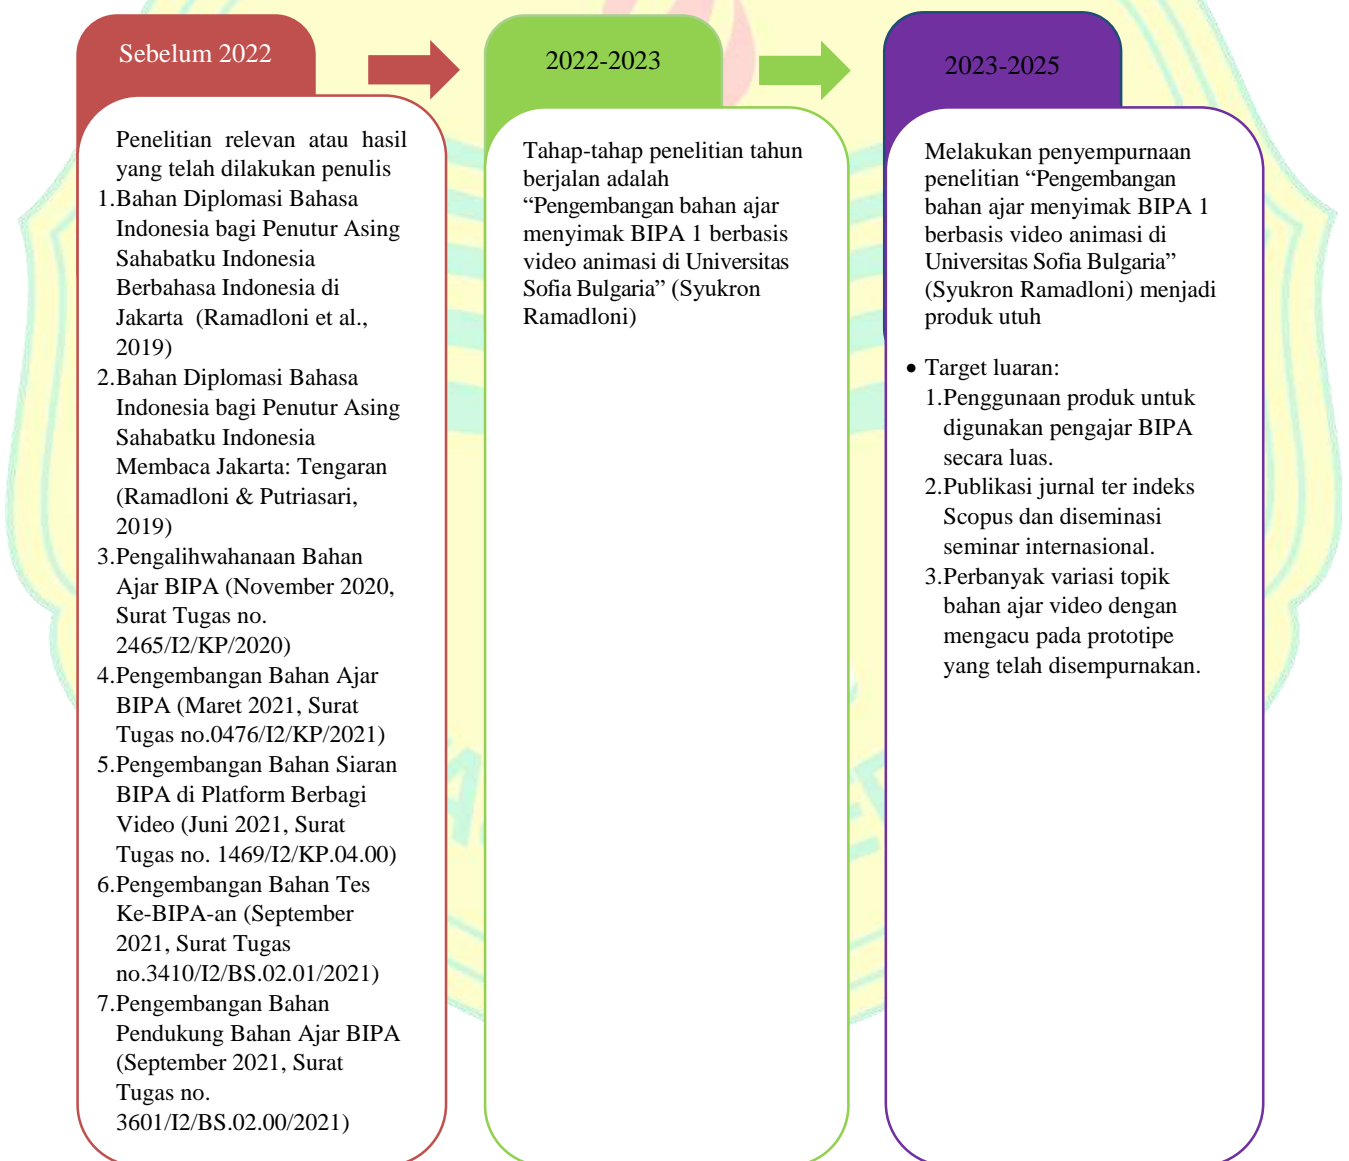 Sebelum 2022
Penelitian relevan atau hasil
yang telah dilakukan penulis
1.Bahan Diplomasi Bahasa
Indonesia bagi Penutur Asing
Sahabatku Indonesia
Berbahasa Indonesia di
Jakarta (Ramadloni et al.,
2019)
2.Bahan Diplomasi Bahasa
Indonesia bagi Penutur Asing
Sahabatku Indonesia
Membaca Jakarta: Tengaran
(Ramadloni & Putriasari,
2019)
3.Pengalihwahanaan Bahan
Ajar BIPA (November 2020,
Surat Tugas no.
2465/I2/KP/2020)
4.Pengembangan Bahan Ajar
BIPA (Maret 2021, Surat
Tugas no.0476/I2/KP/2021)
5.Pengembangan Bahan Siaran
BIPA di Platform Berbagi
Video (Juni 2021, Surat
Tugas no. 1469/I2/KP.04.00)
6.Pengembangan Bahan Tes
Ke-BIPA-an (September
2021, Surat Tugas
no.3410/I2/BS.02.01/2021)
7.Pengembangan Bahan
Pendukung Bahan Ajar BIPA
(September 2021, Surat
Tugas no.
3601/I2/BS.02.00/2021)
2022-2023
Tahap-tahap penelitian tahun
berjalan adalah
“Pengembangan bahan ajar
menyimak BIPA 1 berbasis
video animasi di Universitas
Sofia Bulgaria” (Syukron
Ramadloni)
2023-2025
Melakukan penyempurnaan
penelitian “Pengembangan
bahan ajar menyimak BIPA 1
berbasis video animasi di
Universitas Sofia Bulgaria”
(Syukron Ramadloni) menjadi
produk utuh
• Target luaran:
1.Penggunaan produk untuk
digunakan pengajar BIPA
secara luas.
2.Publikasi jurnal ter indeks
Scopus dan diseminasi
seminar internasional.
3.Perbanyak variasi topik
bahan ajar video dengan
mengacu pada prototipe
yang telah disempurnakan.